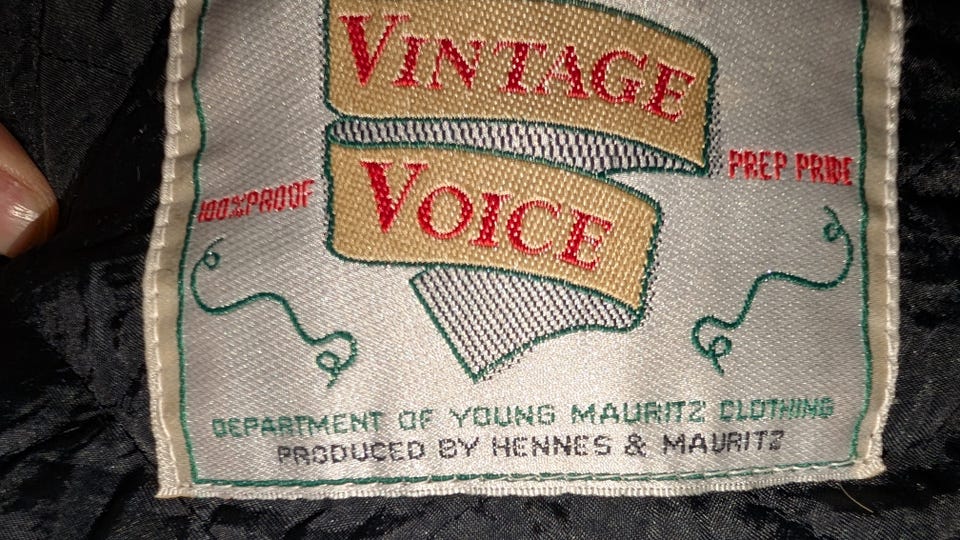 VINTAGE
VOICE
100%PROOF
PREP PRIDE
DEPARTMENT OF YOUNG MAURITZ CLOTHING
PRODUCED BY HENNES & MAURITZ